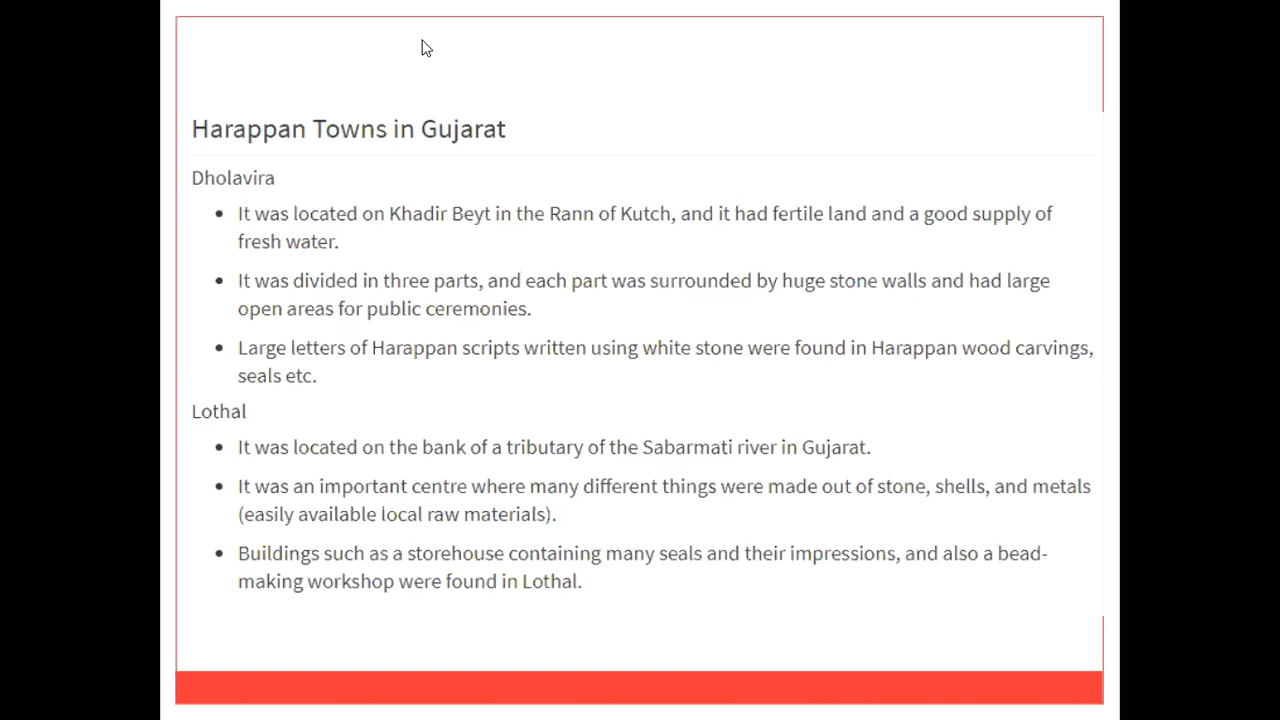 Harappan Towns in Gujarat
Dholavira
• It was located on Khadir Beyt in the Rann of Kutch, and it had fertile land and a good supply of
fresh water.
• It was divided in three parts, and each part was surrounded by huge stone walls and had large
open areas for public ceremonies.
• Large letters of Harappan scripts written using white stone were found in Harappan wood carvings,
seals etc.
Lothal
• It was located on the bank of a tributary of the Sabarmati river in Gujarat.
• It was an important centre where many different things were made out of stone, shells, and metals
(easily available local raw materials).
• Buildings such as a storehouse containing many seals and their impressions, and also a bead-
making workshop were found in Lothal.